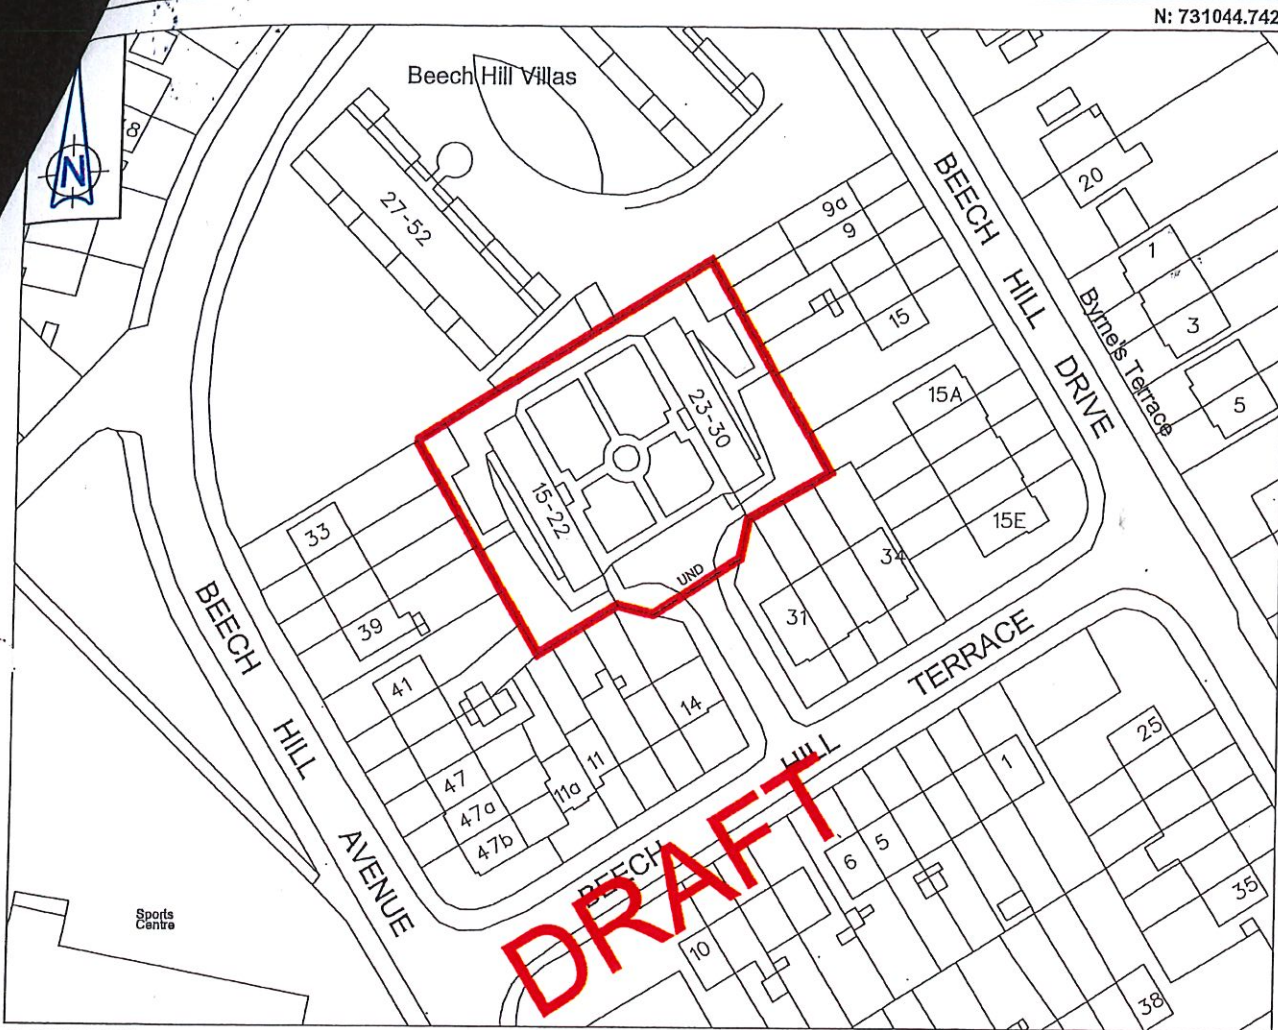 N: 731044.742
Beech Hill Villas
8
N
27-52
9a
9
15
20
1
3
5
BEECH HILL DRIVE
Byrne's Terrace
15A
15E
23-30
15-22
UND
33
39
41
47
47a
47b
11a
11
14
31
34
BEECH HILL AVENUE
BEECH HILL TERRACE
Sports
Centre
DRAFT
1
5
6
10
25
35
38